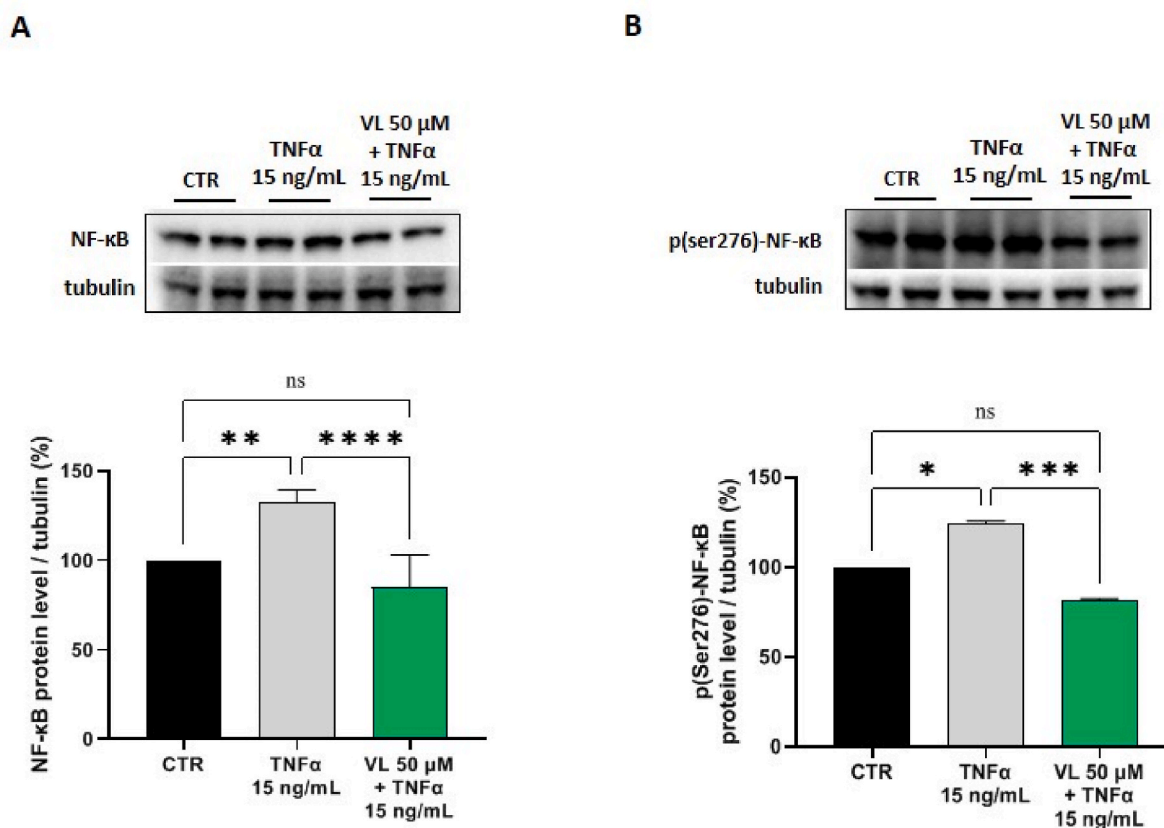 A
CTR
TNFα
15 ng/mL
VL 50 µM
+ TNFα
15 ng/mL
NF-κB
tubulin
ns
** ****
NF-κB protein level / tubulin (%)
150
100
50
0
CTR
TNFα
15 ng/mL
VL 50 µM
+ TNFα
15 ng/mL
B
CTR
TNFα
15 ng/mL
VL 50 µM
+ TNFα
15 ng/mL
p(ser276)-NF-κB
tubulin
ns
* ***
p(Ser276)-NF-κB
protein level / tubulin (%)
150
100
50
0
CTR
TNFα
15 ng/mL
VL 50 µM
+ TNFα
15 ng/mL